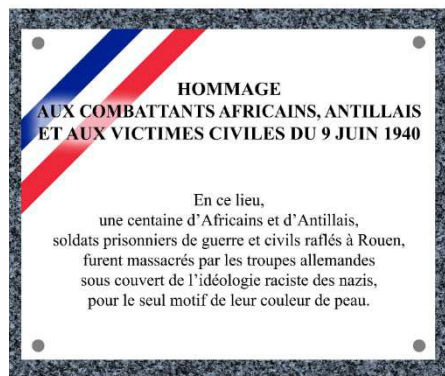 HOMMAGE
AUX COMBATTANTS AFRICAINS, ANTILLAIS
ET AUX VICTIMES CIVILES DU 9 JUIN 1940
En ce lieu,
une centaine d’Africains et d’Antillais,
soldats prisonniers de guerre et civils raflés à Rouen,
furent massacrés par les troupes allemandes
sous couvert de l’idéologie raciste des nazis,
pour le seul motif de leur couleur de peau.